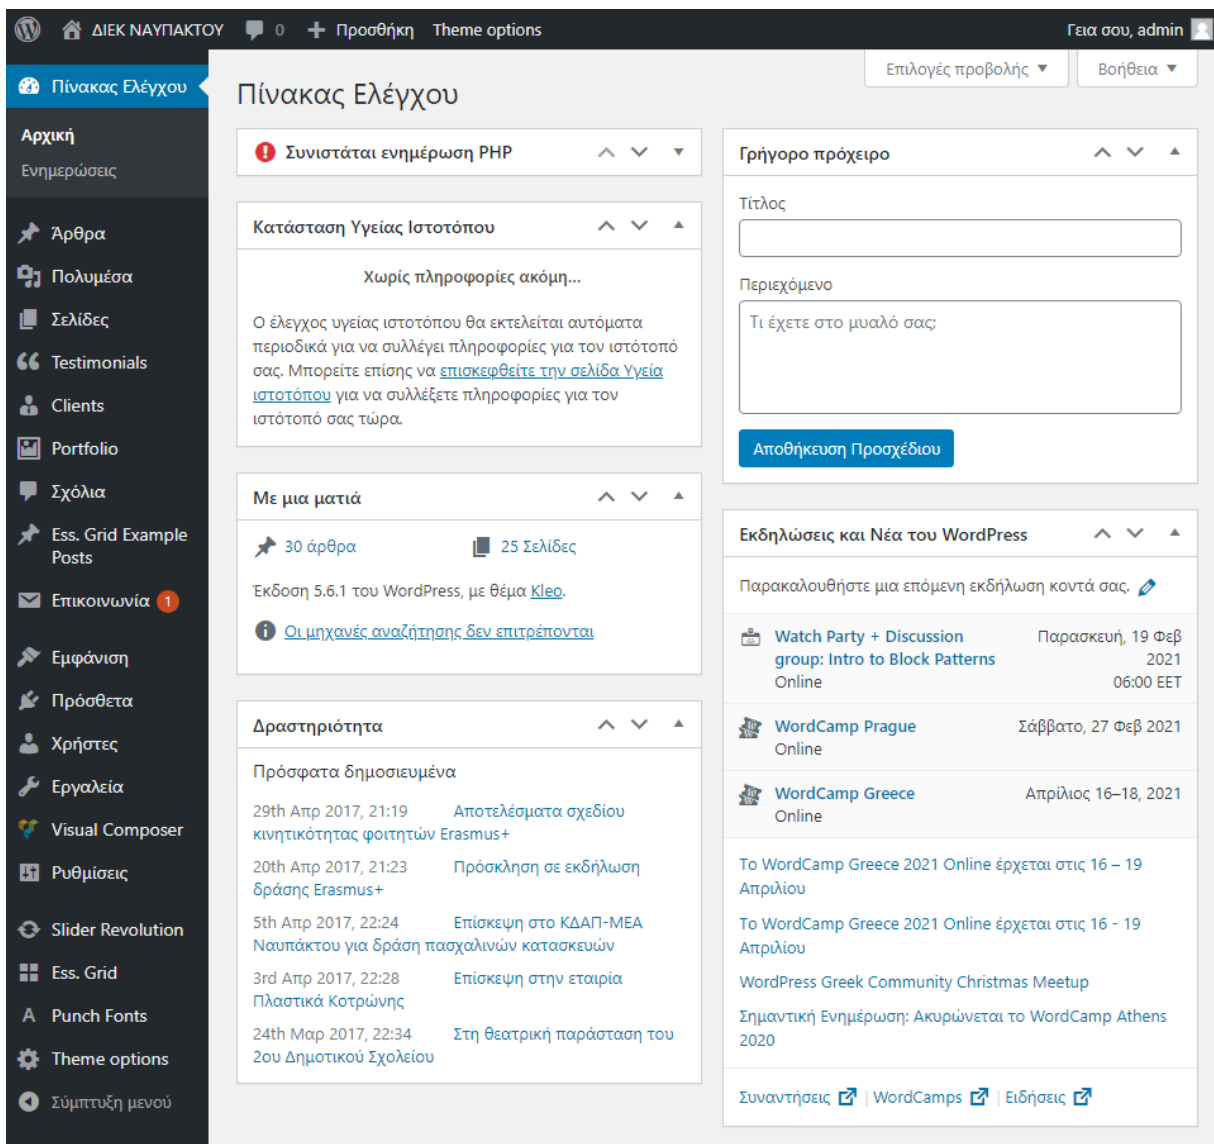 ΔΙΕΚ ΝΑΥΠΑΚΤΟΥ 0 Προσθήκη Theme options Γεια σου, admin
Πίνακας Ελέγχου
Αρχική
Ενημερώσεις
Άρθρα
Πολυμέσα
Σελίδες
Testimonials
Clients
Portfolio
Σχόλια
Ess. Grid Example
Posts
Επικοινωνία 1
Εμφάνιση
Πρόσθετα
Χρήστες
Εργαλεία
Visual Composer
Ρυθμίσεις
Slider Revolution
Ess. Grid
Punch Fonts
Theme options
Σύμπτυξη μενού
Επιλογές προβολής
Βοήθεια
Πίνακας Ελέγχου
Συνιστάται ενημέρωση PHP
Κατάσταση Υγείας Ιστοτόπου
Χωρίς πληροφορίες ακόμη...
Ο έλεγχος υγείας ιστοτόπου θα εκτελείται αυτόματα
περιοδικά για να συλλέγει πληροφορίες για τον ιστότοπό
σας. Μπορείτε επίσης να επισκεφθείτε την σελίδα Υγεία
ιστοτόπου για να συλλέξετε πληροφορίες για τον
ιστότοπό σας τώρα.
Με μια ματιά
30 άρθρα 25 Σελίδες
Έκδοση 5.6.1 του WordPress, με θέμα Kleo.
Οι μηχανές αναζήτησης δεν επιτρέπονται
Δραστηριότητα
Πρόσφατα δημοσιευμένα
29th Απρ 2017, 21:19 Αποτελέσματα σχεδίου
κινητικότητας φοιτητών Erasmus+
20th Απρ 2017, 21:23 Πρόσκληση σε εκδήλωση
δράσης Erasmus+
5th Απρ 2017, 22:24 Επίσκεψη στο ΚΔΑΠ-ΜΕΑ
Ναυπάκτου για δράση πασχαλινών κατασκευών
3rd Απρ 2017, 22:28 Επίσκεψη στην εταιρία
Πλαστικά Κοτρώνης
24th Μαρ 2017, 22:34 Στη θεατρική παράσταση του
2ου Δημοτικού Σχολείου
Γρήγορο πρόχειρο
Τίτλος
Περιεχόμενο
Τι έχετε στο μυαλό σας;
Αποθήκευση Προσχέδιου
Εκδηλώσεις και Νέα του WordPress
Παρακαλουθήστε μια επόμενη εκδήλωση κοντά σας.
Watch Party + Discussion Παρασκευή, 19 Φεβ
group: Intro to Block Patterns 2021
Online 06:00 EET
WordCamp Prague Σάββατο, 27 Φεβ 2021
Online
WordCamp Greece Απρίλιος 16–18, 2021
Online
Το WordCamp Greece 2021 Online έρχεται στις 16 – 19
Απριλίου
Το WordCamp Greece 2021 Online έρχεται στις 16 - 19
Απριλίου
WordPress Greek Community Christmas Meetup
Σημαντική Ενημέρωση: Ακυρώνεται το WordCamp Athens
2020
Συναντήσεις | WordCamps | Ειδήσεις